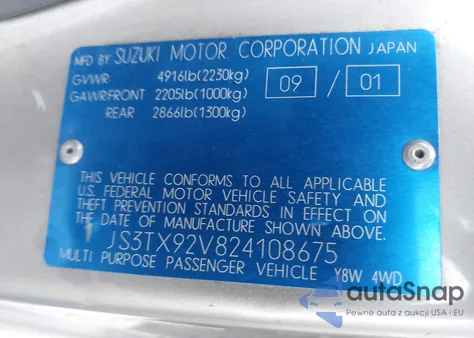 MFD BY SUZUKI MOTOR CORPORATION JAPAN
GVWR 4916lb(2230kg)
GAWRFRONT 2205lb(1000kg) 09 / 01
REAR 2866lb(1300kg)
THIS VEHICLE CONFORMS TO ALL APPLICABLE
U.S. FEDERAL MOTOR VEHICLE SAFETY AND
THEFT PREVENTION STANDARDS IN EFFECT ON
THE DATE OF MANUFACTURE SHOWN ABOVE.
JS3TX92V824108675
MULTI PURPOSE PASSENGER VEHICLE Y8W 4WD
autoSnap
Pewne auta z aukcji USA i EU